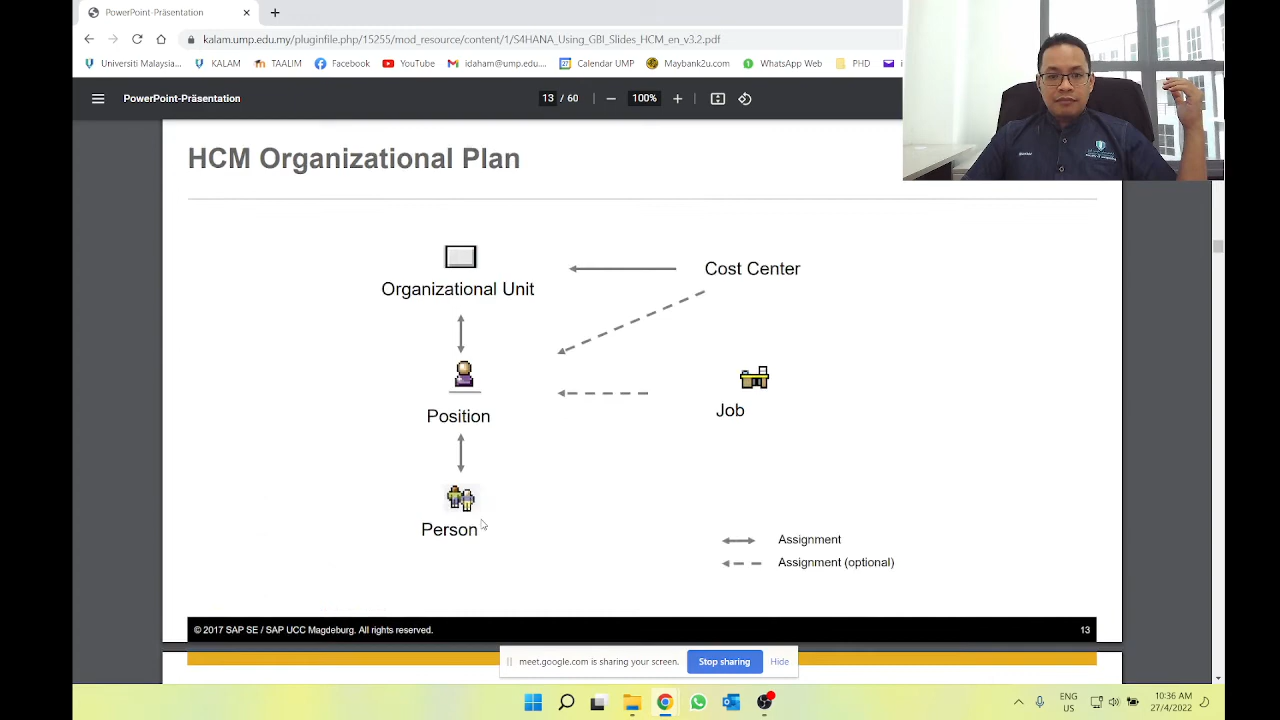 PowerPoint-Präsentation
kalam.ump.edu.my/pluginfile.php/15255/mod_resource/content/1/S4HANA_Using_GBI_Slides_HCM_en_v3.2.pdf
Universiti Malaysia... KALAM TAALIM Facebook YouTube Email@ump.edu.my Calendar UMP Maybank2u.com WhatsApp Web PHD
PowerPoint-Präsentation 13 / 60 100%
HCM Organizational Plan
Cost Center
Organizational Unit
Job
Position
Person
Assignment
Assignment (optional)
© 2017 SAP SE / SAP UCC Magdeburg. All rights reserved. 13
meet.google.com is sharing your screen. Stop sharing Hide
ENG
US
10:36 AM
27/4/2022